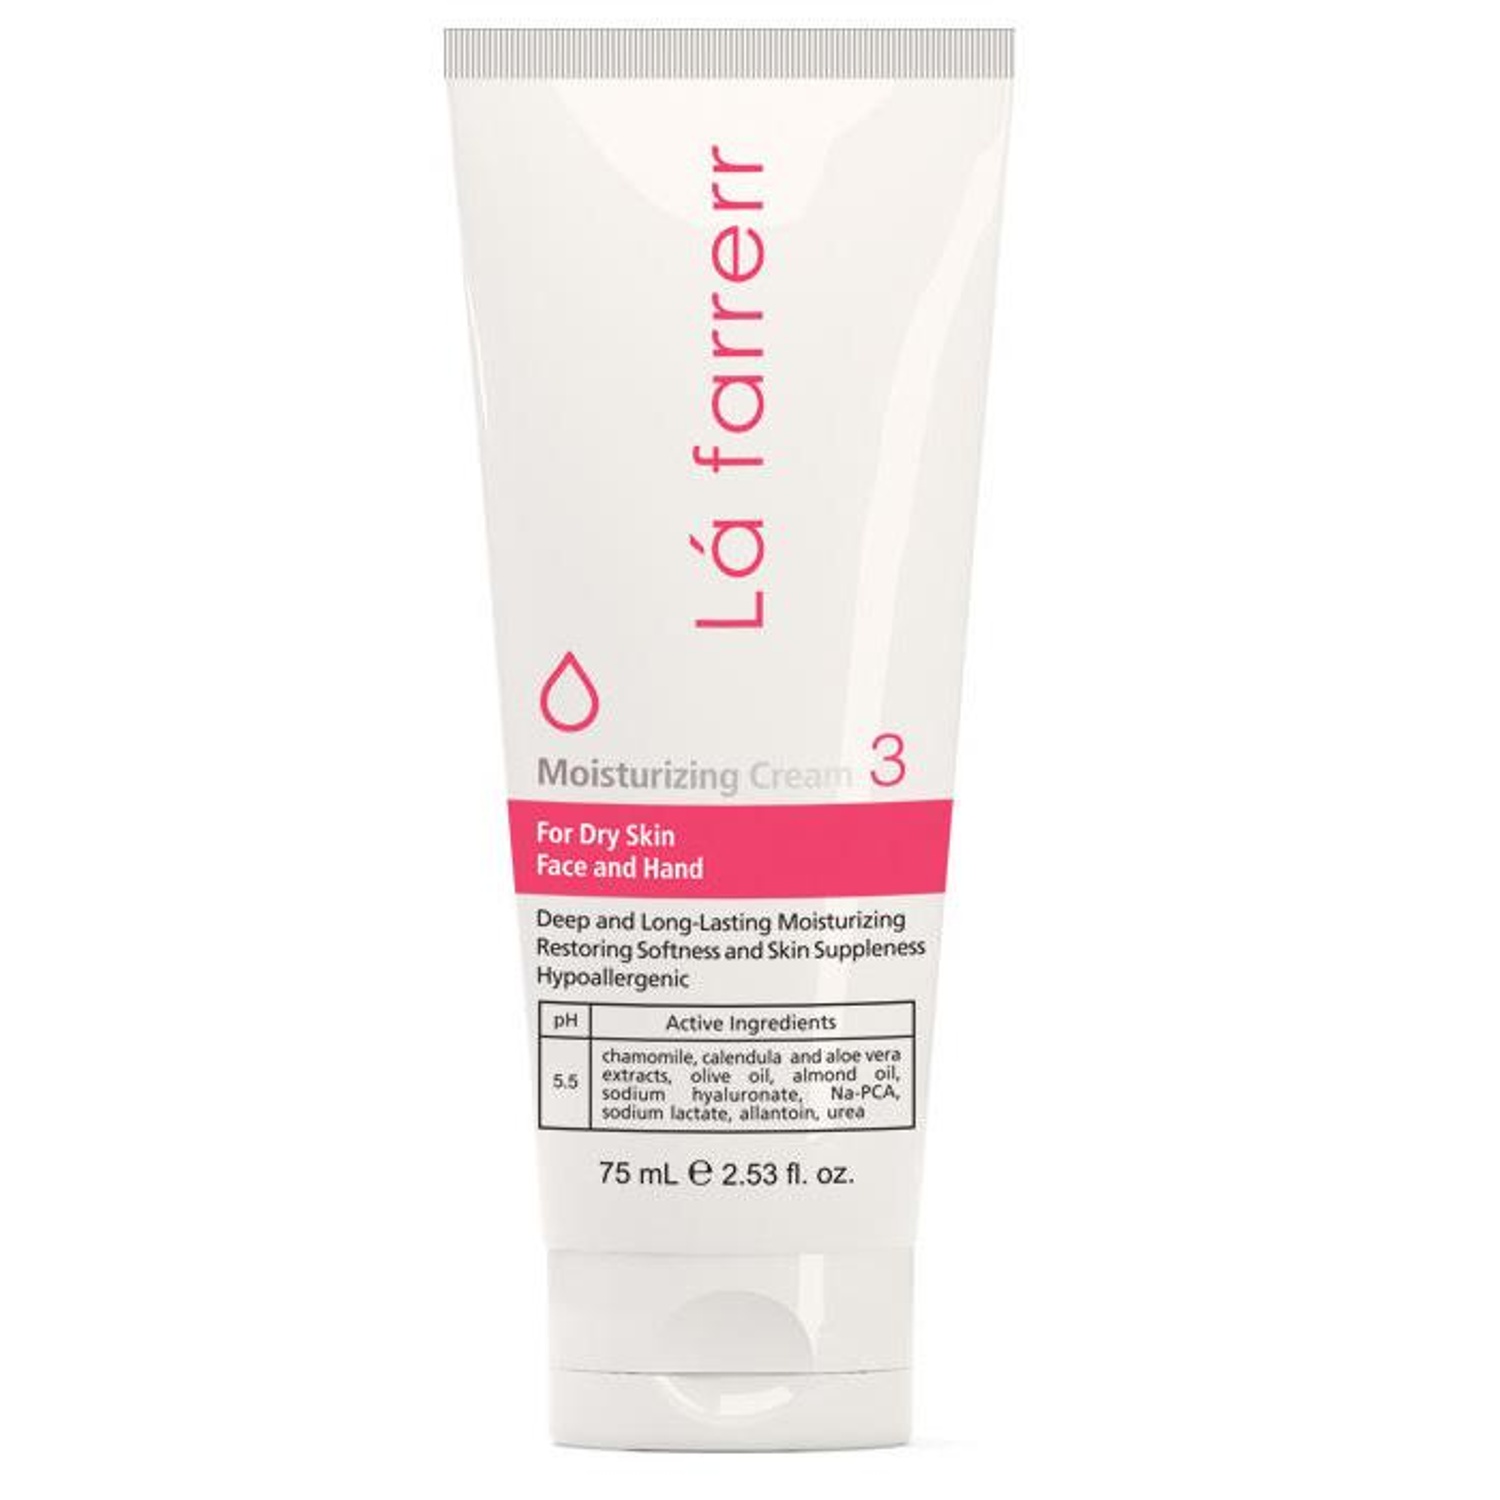 Lá farrerr
Moisturizing Cream 3
For Dry Skin
Face and Hand
Deep and Long-Lasting Moisturizing
Restoring Softness and Skin Suppleness
Hypoallergenic
pH
Active Ingredients
5.5
chamomile, calendula and aloe vera
extracts, olive oil, almond oil,
sodium hyaluronate, Na-PCA,
sodium lactate, allantoin, urea
75 mL ℮ 2.53 fl. oz.